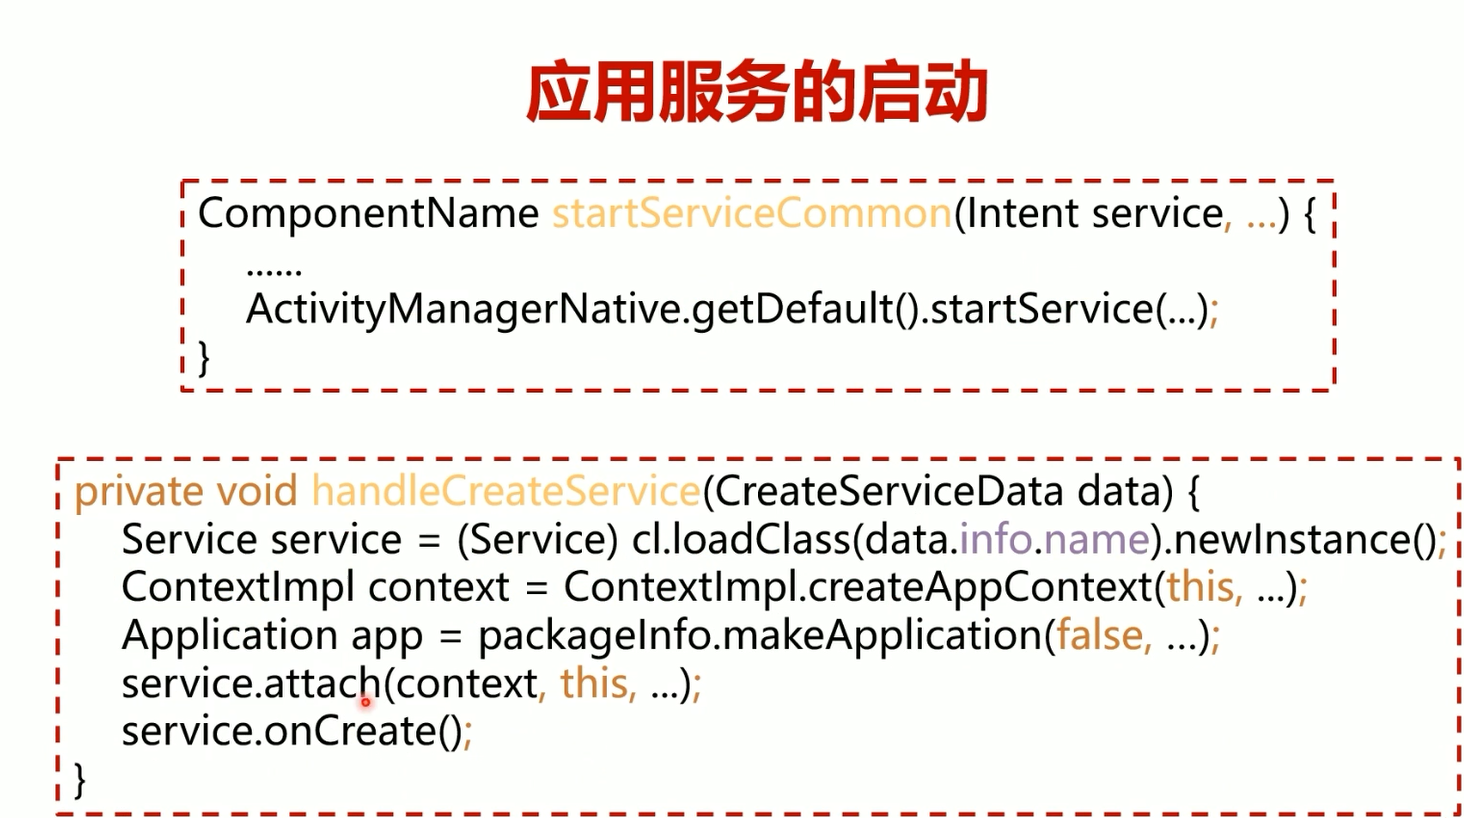 应用服务的启动
ComponentName startServiceCommon(Intent service, ...) {
......
ActivityManagerNative.getDefault().startService(...);
}
private void handleCreateService(CreateServiceData data) {
Service service = (Service) cl.loadClass(data.info.name).newInstance();
ContextImpl context = ContextImpl.createAppContext(this, ...);
Application app = packageInfo.makeApplication(false, ...);
service.attach(context, this, ...);
service.onCreate();
}